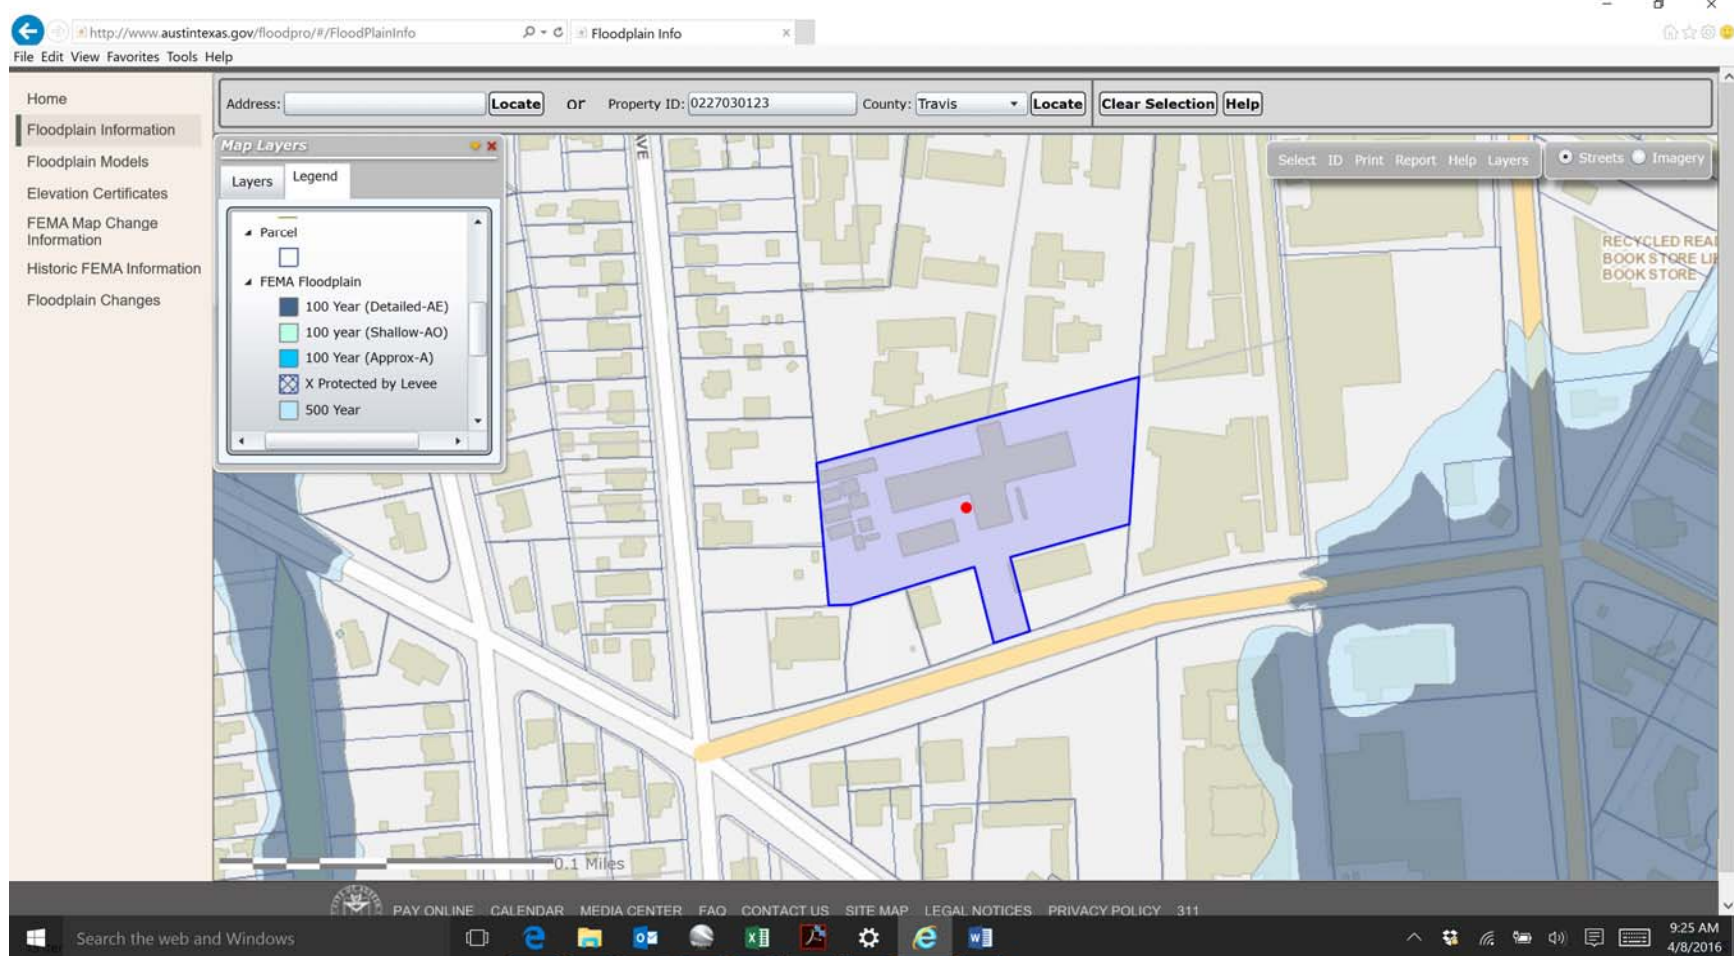 http://www.austintexas.gov/floodpro/#/FloodPlainInfo
Floodplain Info
File Edit View Favorites Tools Help
Home
Floodplain Information
Floodplain Models
Elevation Certificates
FEMA Map Change
Information
Historic FEMA Information
Floodplain Changes
Address: Locate or Property ID: 0227030123 County: Travis Locate Clear Selection Help
Map Layers
Layers Legend
Parcel
FEMA Floodplain
100 Year (Detailed-AE)
100 year (Shallow-AO)
100 Year (Approx-A)
X Protected by Levee
500 Year
AVE
Select ID Print Report Help Layers Streets Imagery
RECYCLED REA
BOOK STORE LI
BOOK STORE
0.1 Miles
PAY ONLINE CALENDAR MEDIA CENTER FAQ CONTACT US SITE MAP LEGAL NOTICES PRIVACY POLICY 311
Search the web and Windows
9:25 AM
4/8/2016